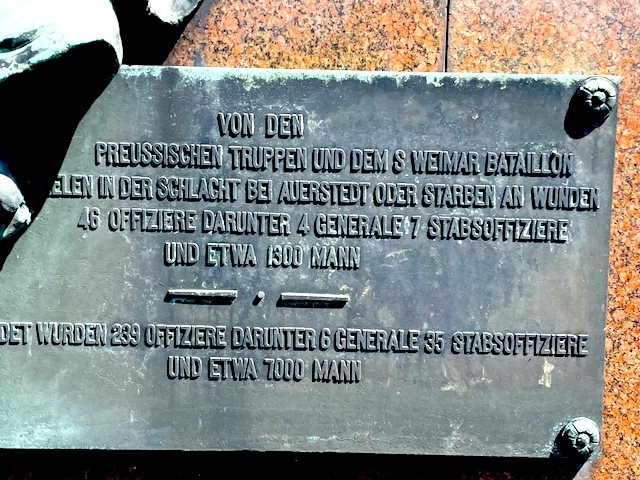 VON DEN
PREUSSISCHEN TRUPPEN UND DEM S WEIMAR BATAILLON
ELEN IN DER SCHLACHT BEI AUERSTEDT ODER STARBEN AN WUNDEN
46 OFFIZIERE DARUNTER 4 GENERALE 7 STABSOFFIZIERE
UND ETWA 1300 MANN
DET WURDEN 239 OFFIZIERE DARUNTER 6 GENERALE 35 STABSOFFIZIERE
UND ETWA 7000 MANN